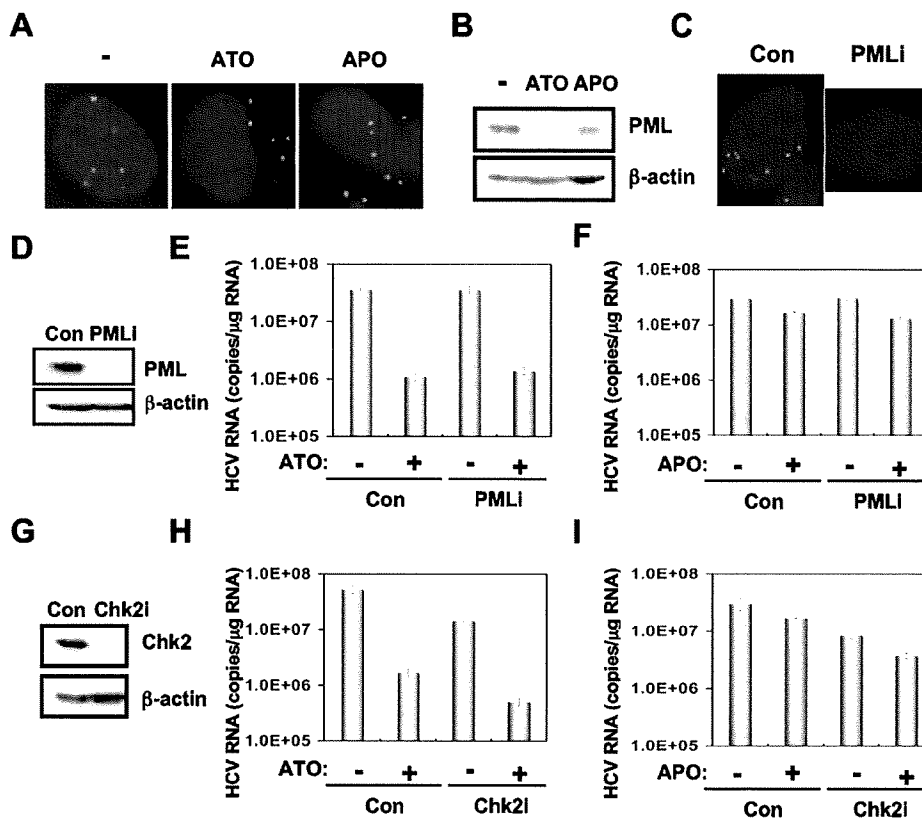 A
- ATO APO
B
- ATO APO
PML
β-actin
C
Con PMLi
D
Con PMLi
PML
β-actin
E
HCV RNA (copies/μg RNA)
1.0E+08
1.0E+07
1.0E+06
1.0E+05
ATO: - + - +
Con PMLi
F
HCV RNA (copies/μg RNA)
1.0E+08
1.0E+07
1.0E+06
1.0E+05
APO: - + - +
Con PMLi
G
Con Chk2i
Chk2
β-actin
H
HCV RNA (copies/μg RNA)
1.0E+08
1.0E+07
1.0E+06
1.0E+05
ATO: - + - +
Con Chk2i
I
HCV RNA (copies/μg RNA)
1.0E+08
1.0E+07
1.0E+06
1.0E+05
APO: - + - +
Con Chk2i